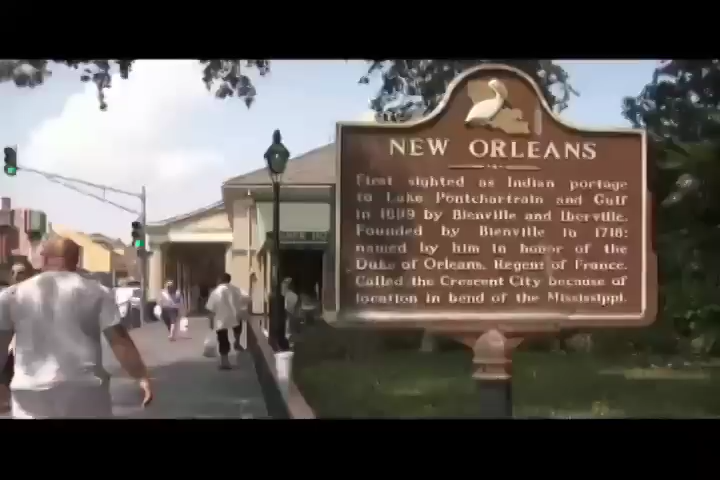 NEW ORLEANS
First sighted as Indian portage
to Lake Pontchartrain and Gulf
in 1699 by Bienville and Iberville.
Founded by Bienville in 1718;
named by him in honor of the
Duke of Orleans, Regent of France.
Called the Crescent City because of
location in bend of the Mississippi.